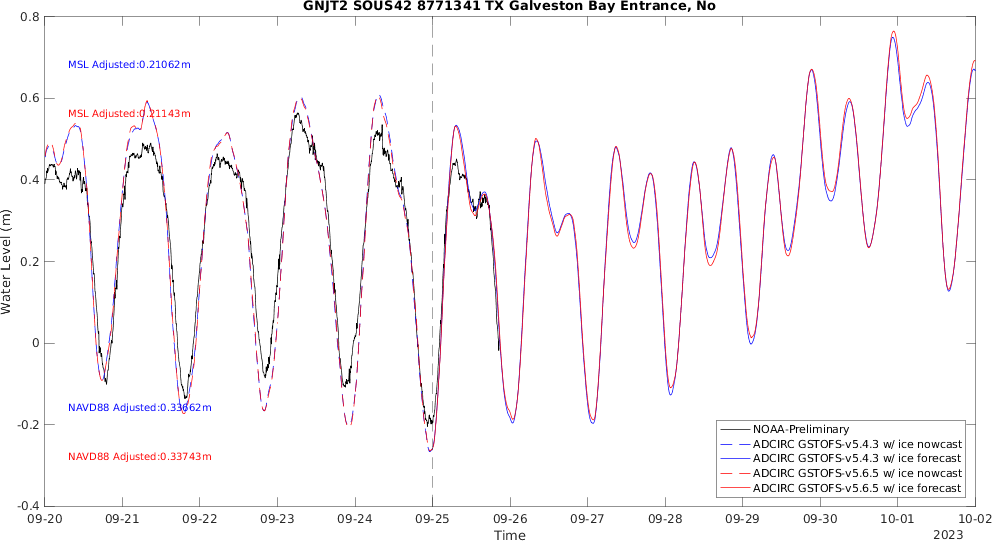 GNJT2 SOUS42 8771341 TX Galveston Bay Entrance, No
0.8
0.6
0.4
0.2
0
-0.2
-0.4
Water Level (m)
MSL Adjusted:0.21062m
MSL Adjusted:0.21143m
NAVD88 Adjusted:0.33662m
NAVD88 Adjusted:0.33743m
NOAA-Preliminary
ADCIRC GSTOFS-v5.4.3 w/ ice nowcast
ADCIRC GSTOFS-v5.4.3 w/ ice forecast
ADCIRC GSTOFS-v5.6.5 w/ ice nowcast
ADCIRC GSTOFS-v5.6.5 w/ ice forecast
09-20 09-21 09-22 09-23 09-24 09-25 09-26 09-27 09-28 09-29 09-30 10-01 10-02
Time
2023